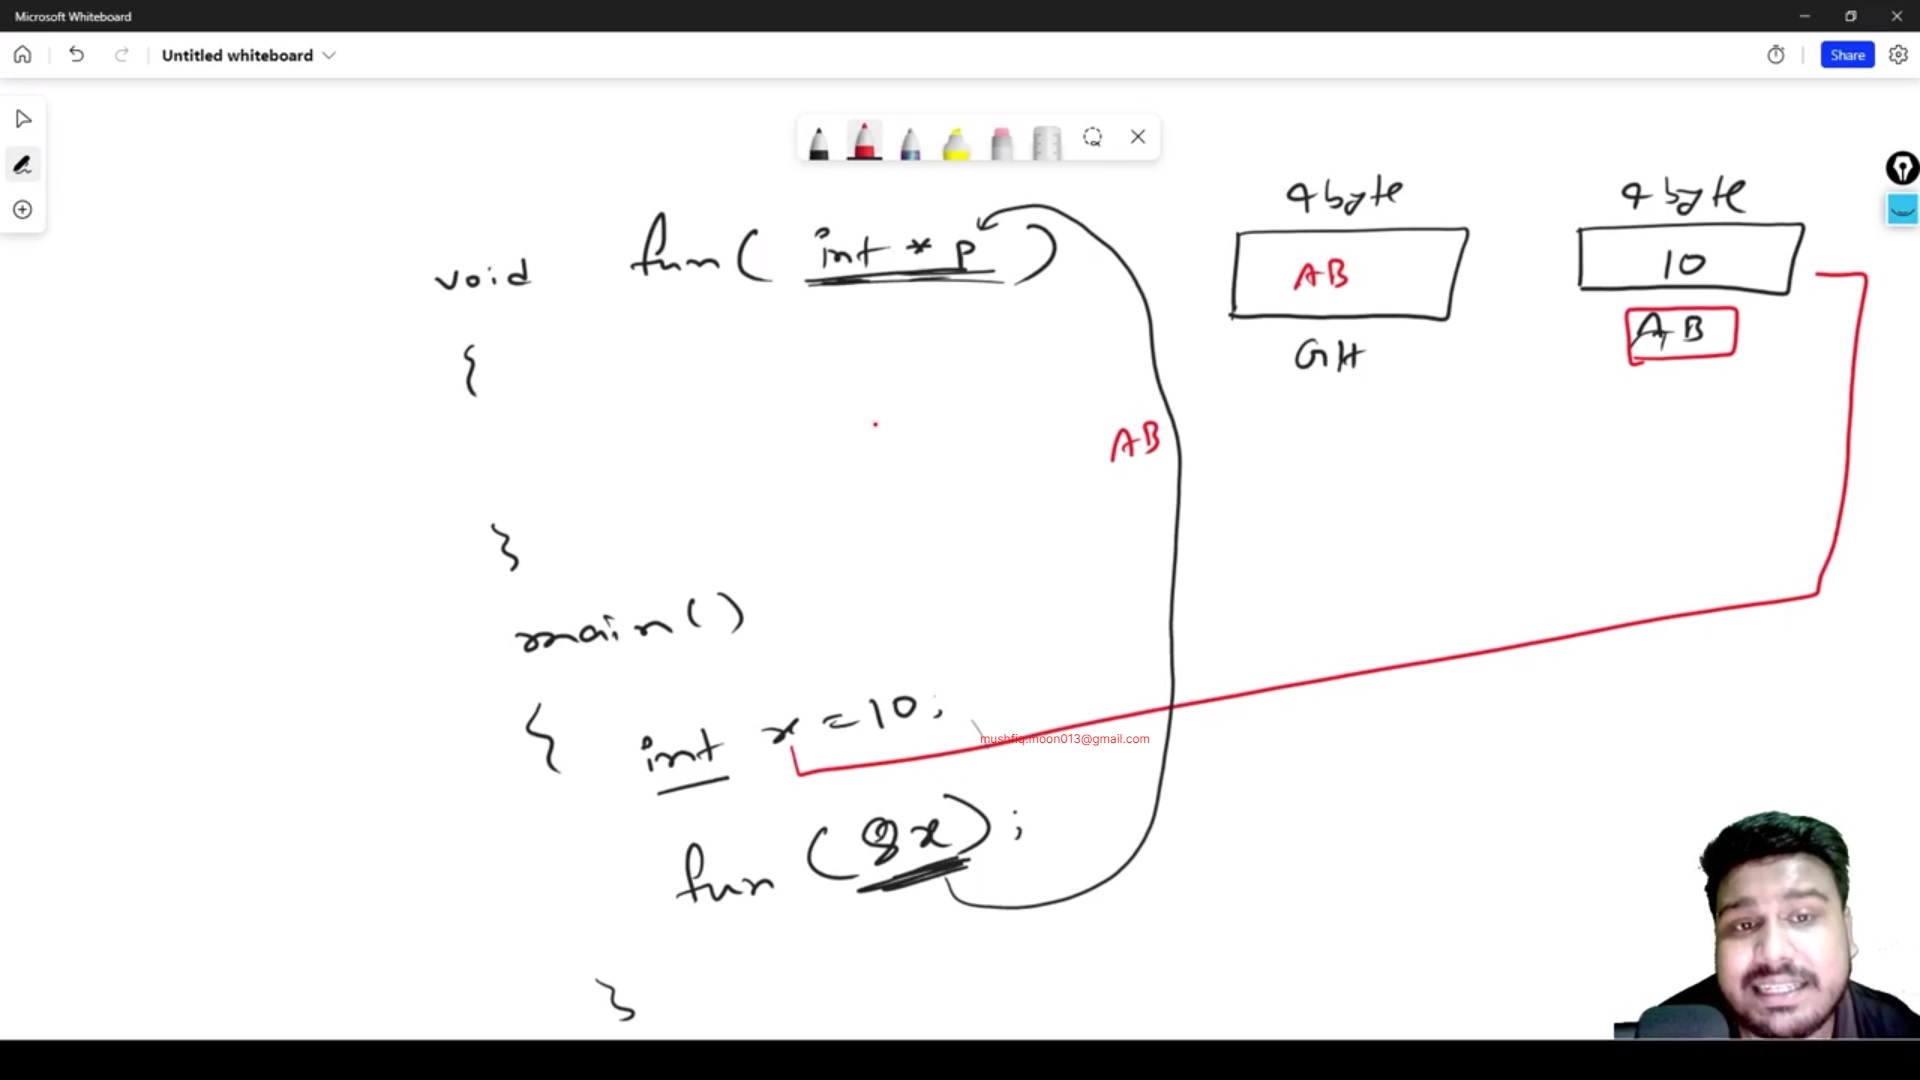 Microsoft Whiteboard
Untitled whiteboard
Share
void fun( int * p )
{
}
main()
{ int x = 10;
fun (&x);
}
4 byte
AB
GH
4 byte
10
AB
AB
mushfiq.moon013@gmail.com